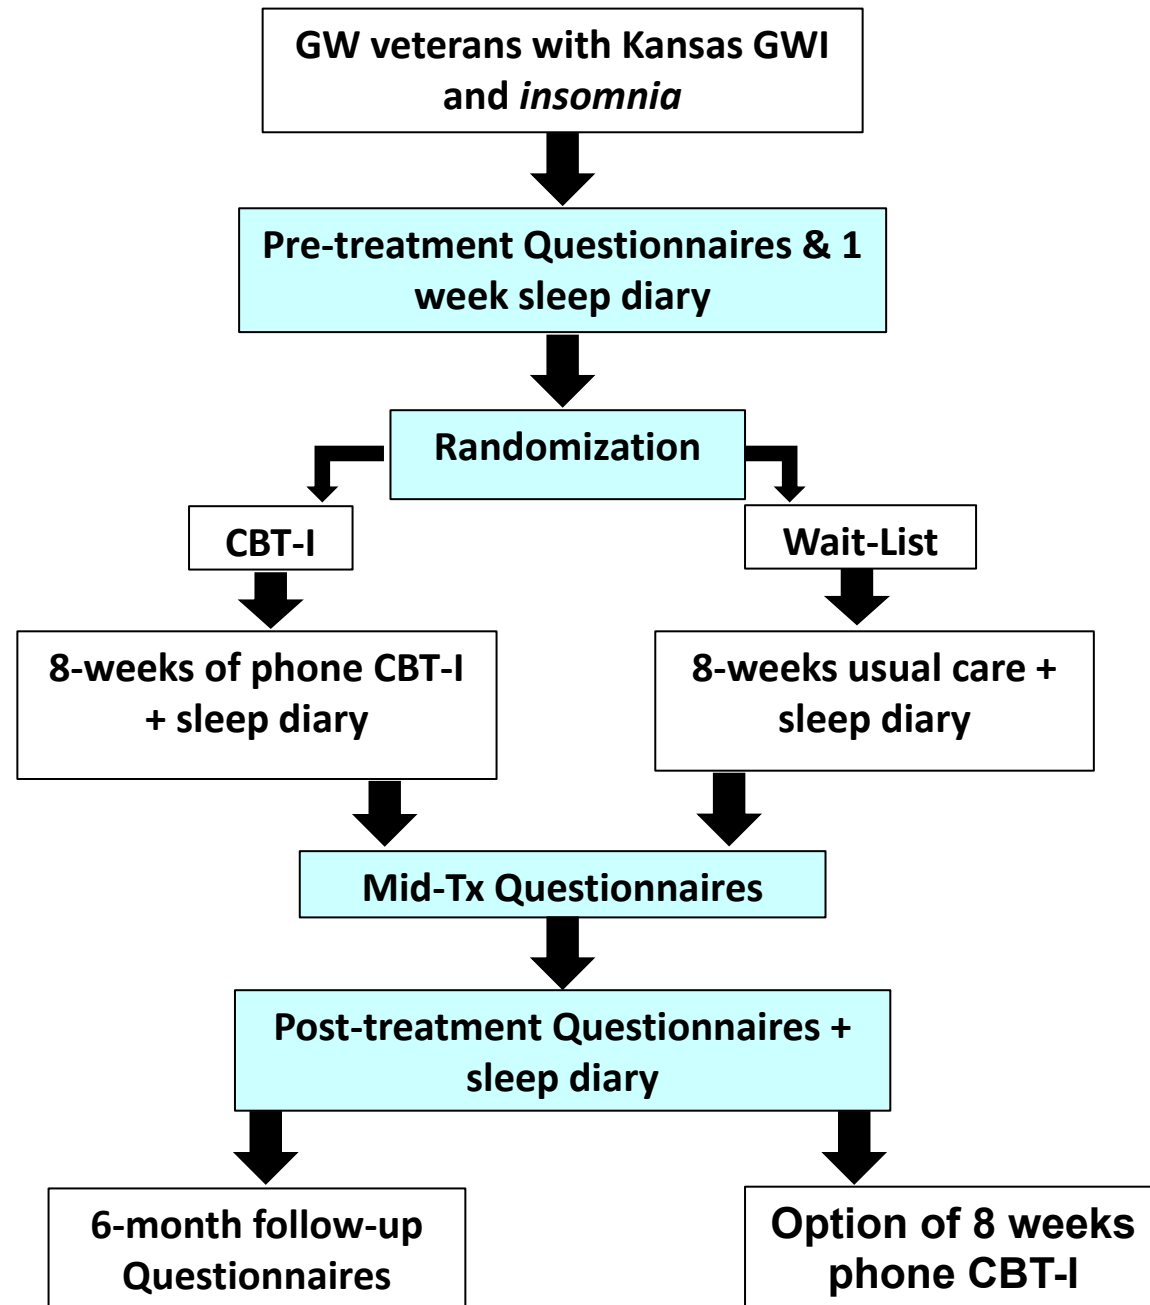 GW veterans with Kansas GWI
and insomnia
Pre-treatment Questionnaires & 1
week sleep diary
Randomization
CBT-I
Wait-List
8-weeks of phone CBT-I
+ sleep diary
8-weeks usual care +
sleep diary
Mid-Tx Questionnaires
Post-treatment Questionnaires +
sleep diary
6-month follow-up
Questionnaires
Option of 8 weeks
phone CBT-I